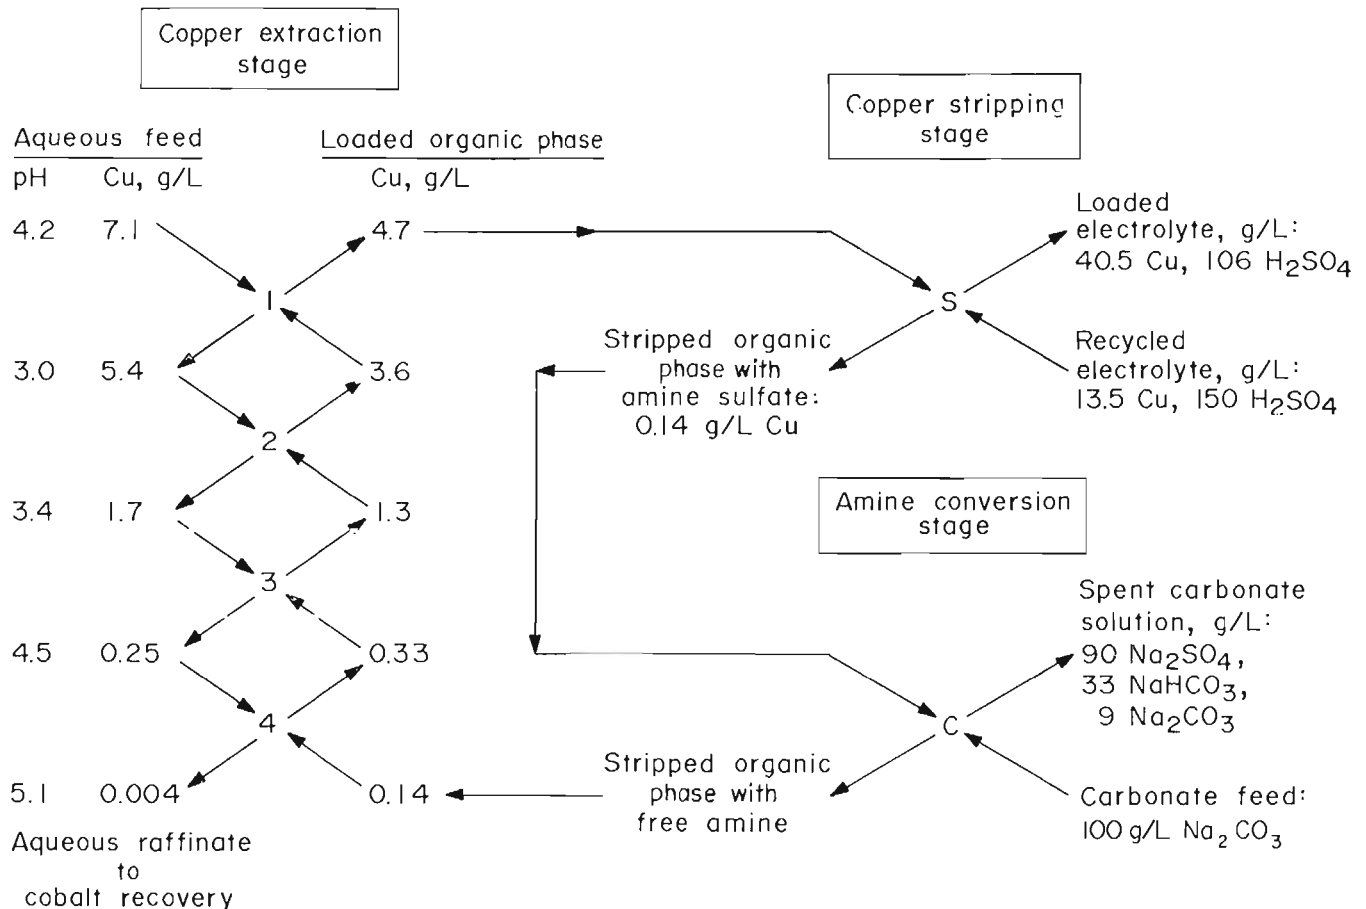 Copper extraction
stage
Copper stripping
stage
Aqueous feed
Loaded organic phase
pH Cu, g/L
Cu, g/L
4.2 7.1
4.7
Loaded
electrolyte, g/L:
40.5 Cu, 106 H₂SO₄
1
S
Stripped organic
phase with
amine sulfate:
0.14 g/L Cu
Recycled
electrolyte, g/L:
13.5 Cu, 150 H₂SO₄
3.0 5.4
3.6
2
3.4 1.7
1.3
Amine conversion
stage
3
Spent carbonate
solution, g/L:
90 Na₂SO₄,
33 NaHCO₃,
9 Na₂CO₃
4.5 0.25
0.33
4
C
5.1 0.004
0.14
Stripped organic
phase with
free amine
Carbonate feed:
100 g/L Na₂CO₃
Aqueous raffinate
to
cobalt recovery